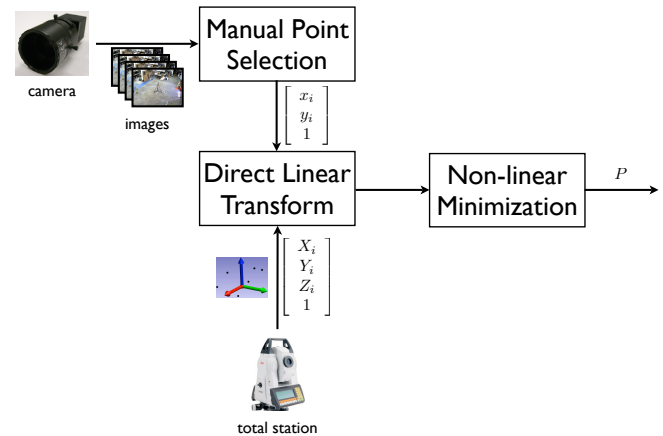 Manual Point
Selection
camera
images
x_i
y_i
1
Direct Linear
Transform
Non-linear
Minimization
P
X_i
Y_i
Z_i
1
total station